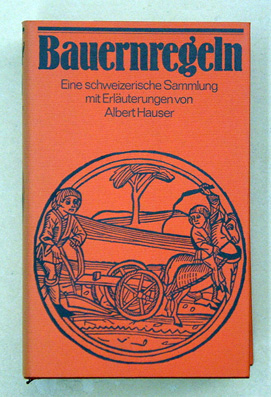 Bauernregeln
Eine schweizerische Sammlung
mit Erläuterungen von
Albert Hauser